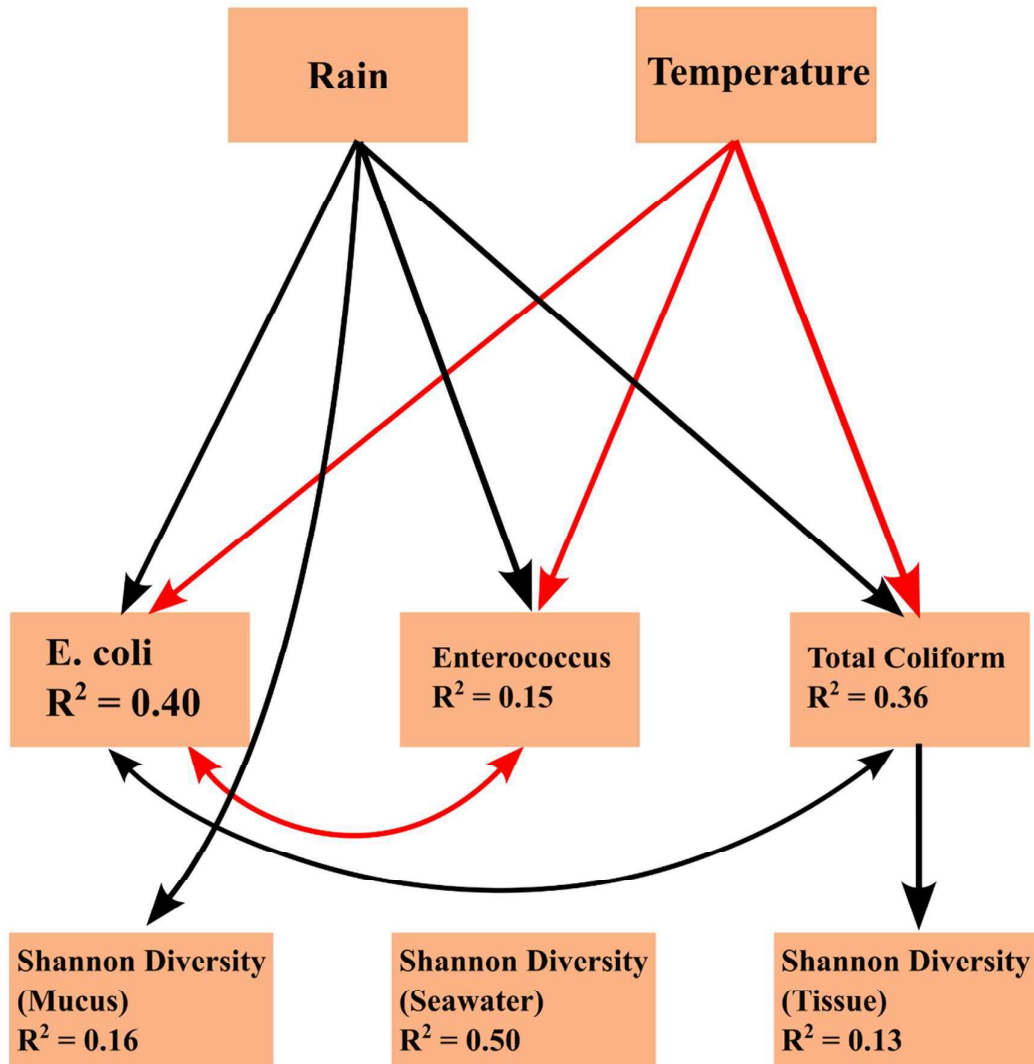 Rain
Temperature
E. coli
R² = 0.40
Enterococcus
R² = 0.15
Total Coliform
R² = 0.36
Shannon Diversity
(Mucus)
R² = 0.16
Shannon Diversity
(Seawater)
R² = 0.50
Shannon Diversity
(Tissue)
R² = 0.13